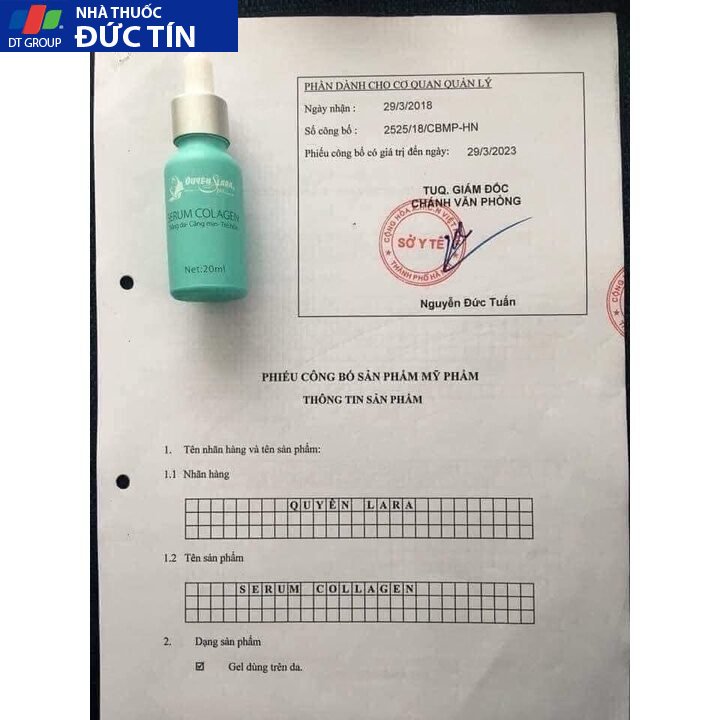 NHÀ THUỐC
DT GROUP
ĐỨC TÍN
PHẦN DÀNH CHO CƠ QUAN QUẢN LÝ
Ngày nhận : 29/3/2018
Số công bố : 2525/18/CBMP-HN
Phiếu công bố có giá trị đến ngày: 29/3/2023
TUQ. GIÁM ĐỐC
CHÁNH VĂN PHÒNG
SỞ Y TẾ
Nguyễn Đức Tuấn
QUYÊN LARA
SERUM COLAGEN
Net:20ml
PHIẾU CÔNG BỐ SẢN PHẨM MỸ PHẨM
THÔNG TIN SẢN PHẨM
1. Tên nhãn hàng và tên sản phẩm:
1.1 Nhãn hàng
QUYÊN LARA
1.2 Tên sản phẩm
SERUM COLLAGEN
2. Dạng sản phẩm
☑ Gel dùng trên da.